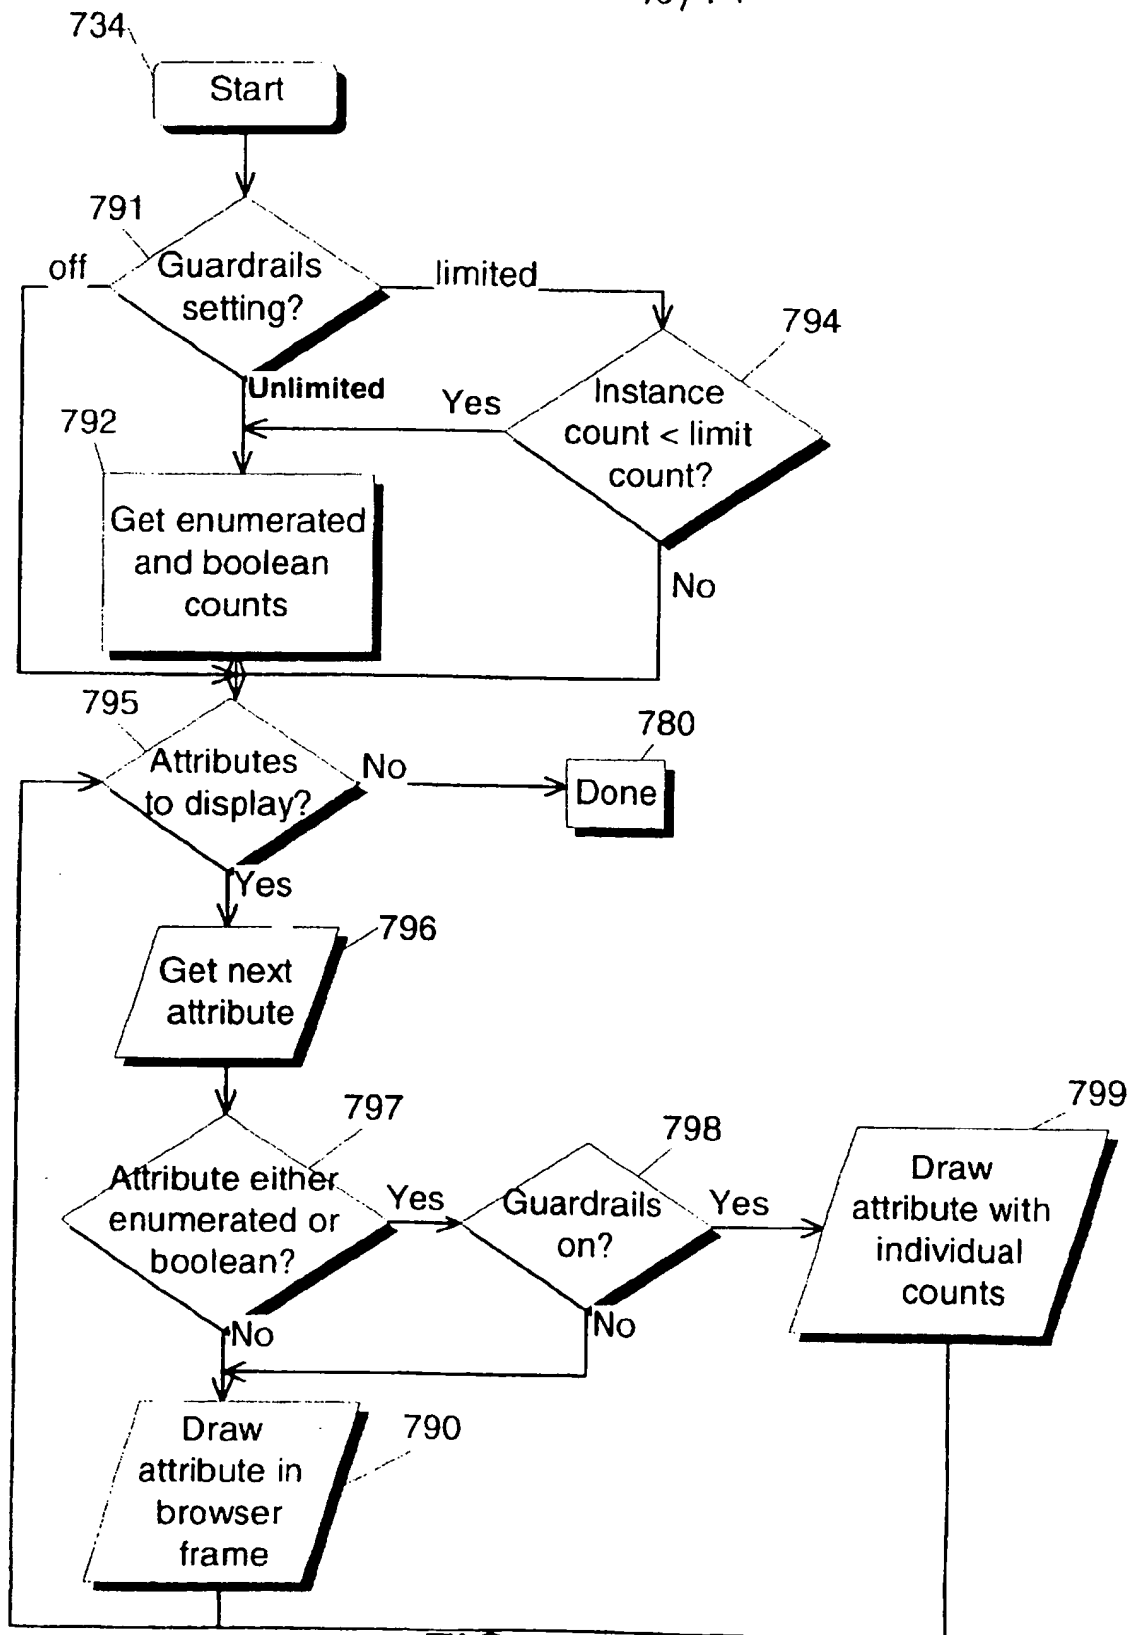 734
Start
791
off
Guardrails
setting?
limited
794
Unlimited
Yes
Instance
count < limit
count?
792
Get enumerated
and boolean
counts
No
795
Attributes
to display?
No
780
Done
Yes
796
Get next
attribute
797
Attribute either
enumerated or
boolean?
Yes
798
Guardrails
on?
Yes
799
Draw
attribute with
individual
counts
No
No
790
Draw
attribute in
browser
frame